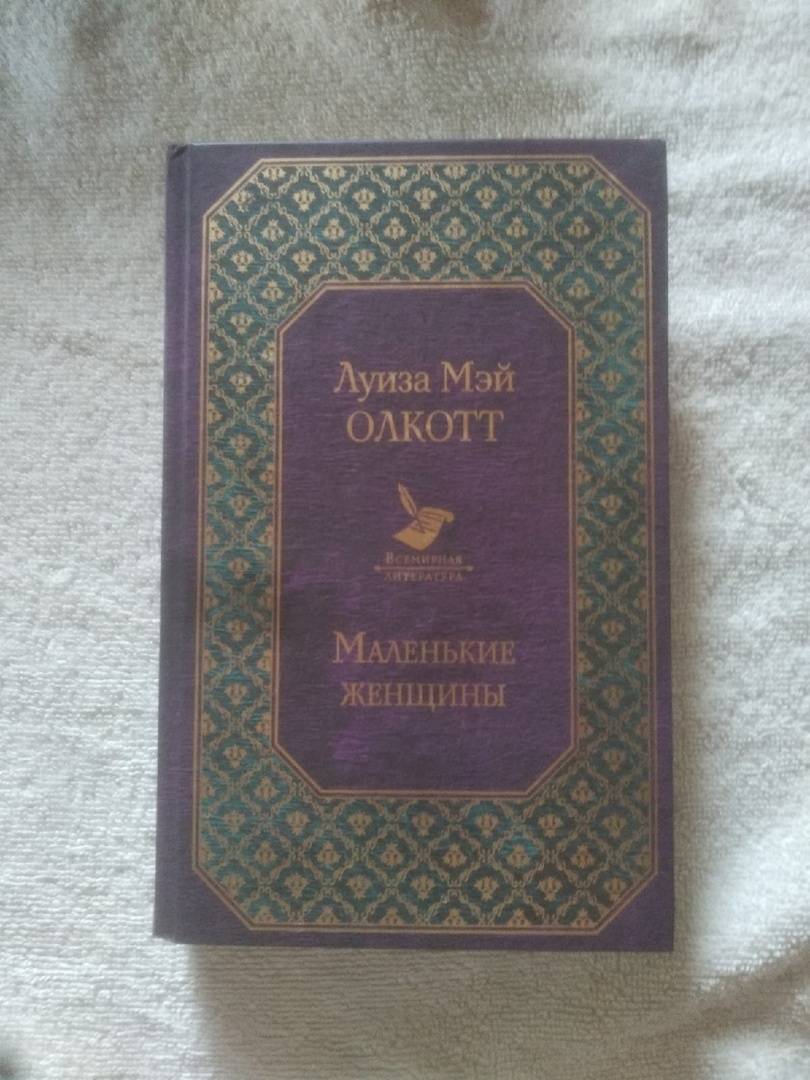 Луиза Мэй
ОЛКОТТ
ВСЕМИРНАЯ
ЛИТЕРАТУРА
МАЛЕНЬКИЕ
ЖЕНЩИНЫ